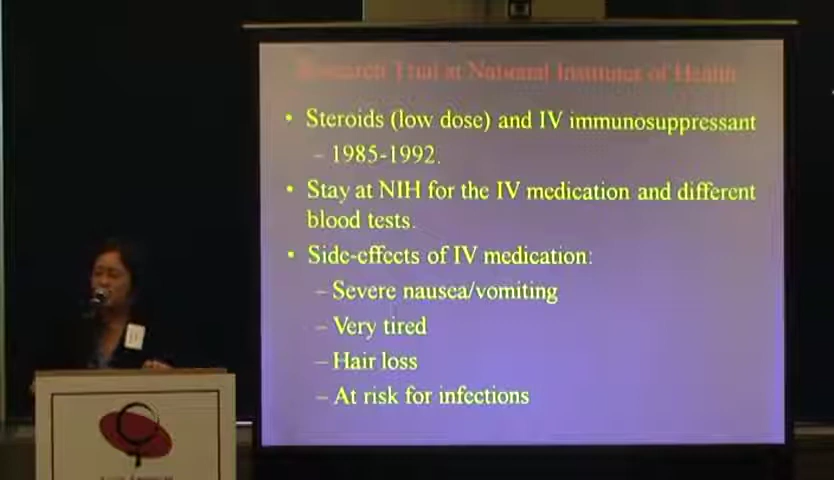 Research Trial at National Institutes of Health
• Steroids (low dose) and IV immunosuppressant
– 1985-1992.
• Stay at NIH for the IV medication and different
blood tests.
• Side-effects of IV medication:
– Severe nausea/vomiting
– Very tired
– Hair loss
– At risk for infections